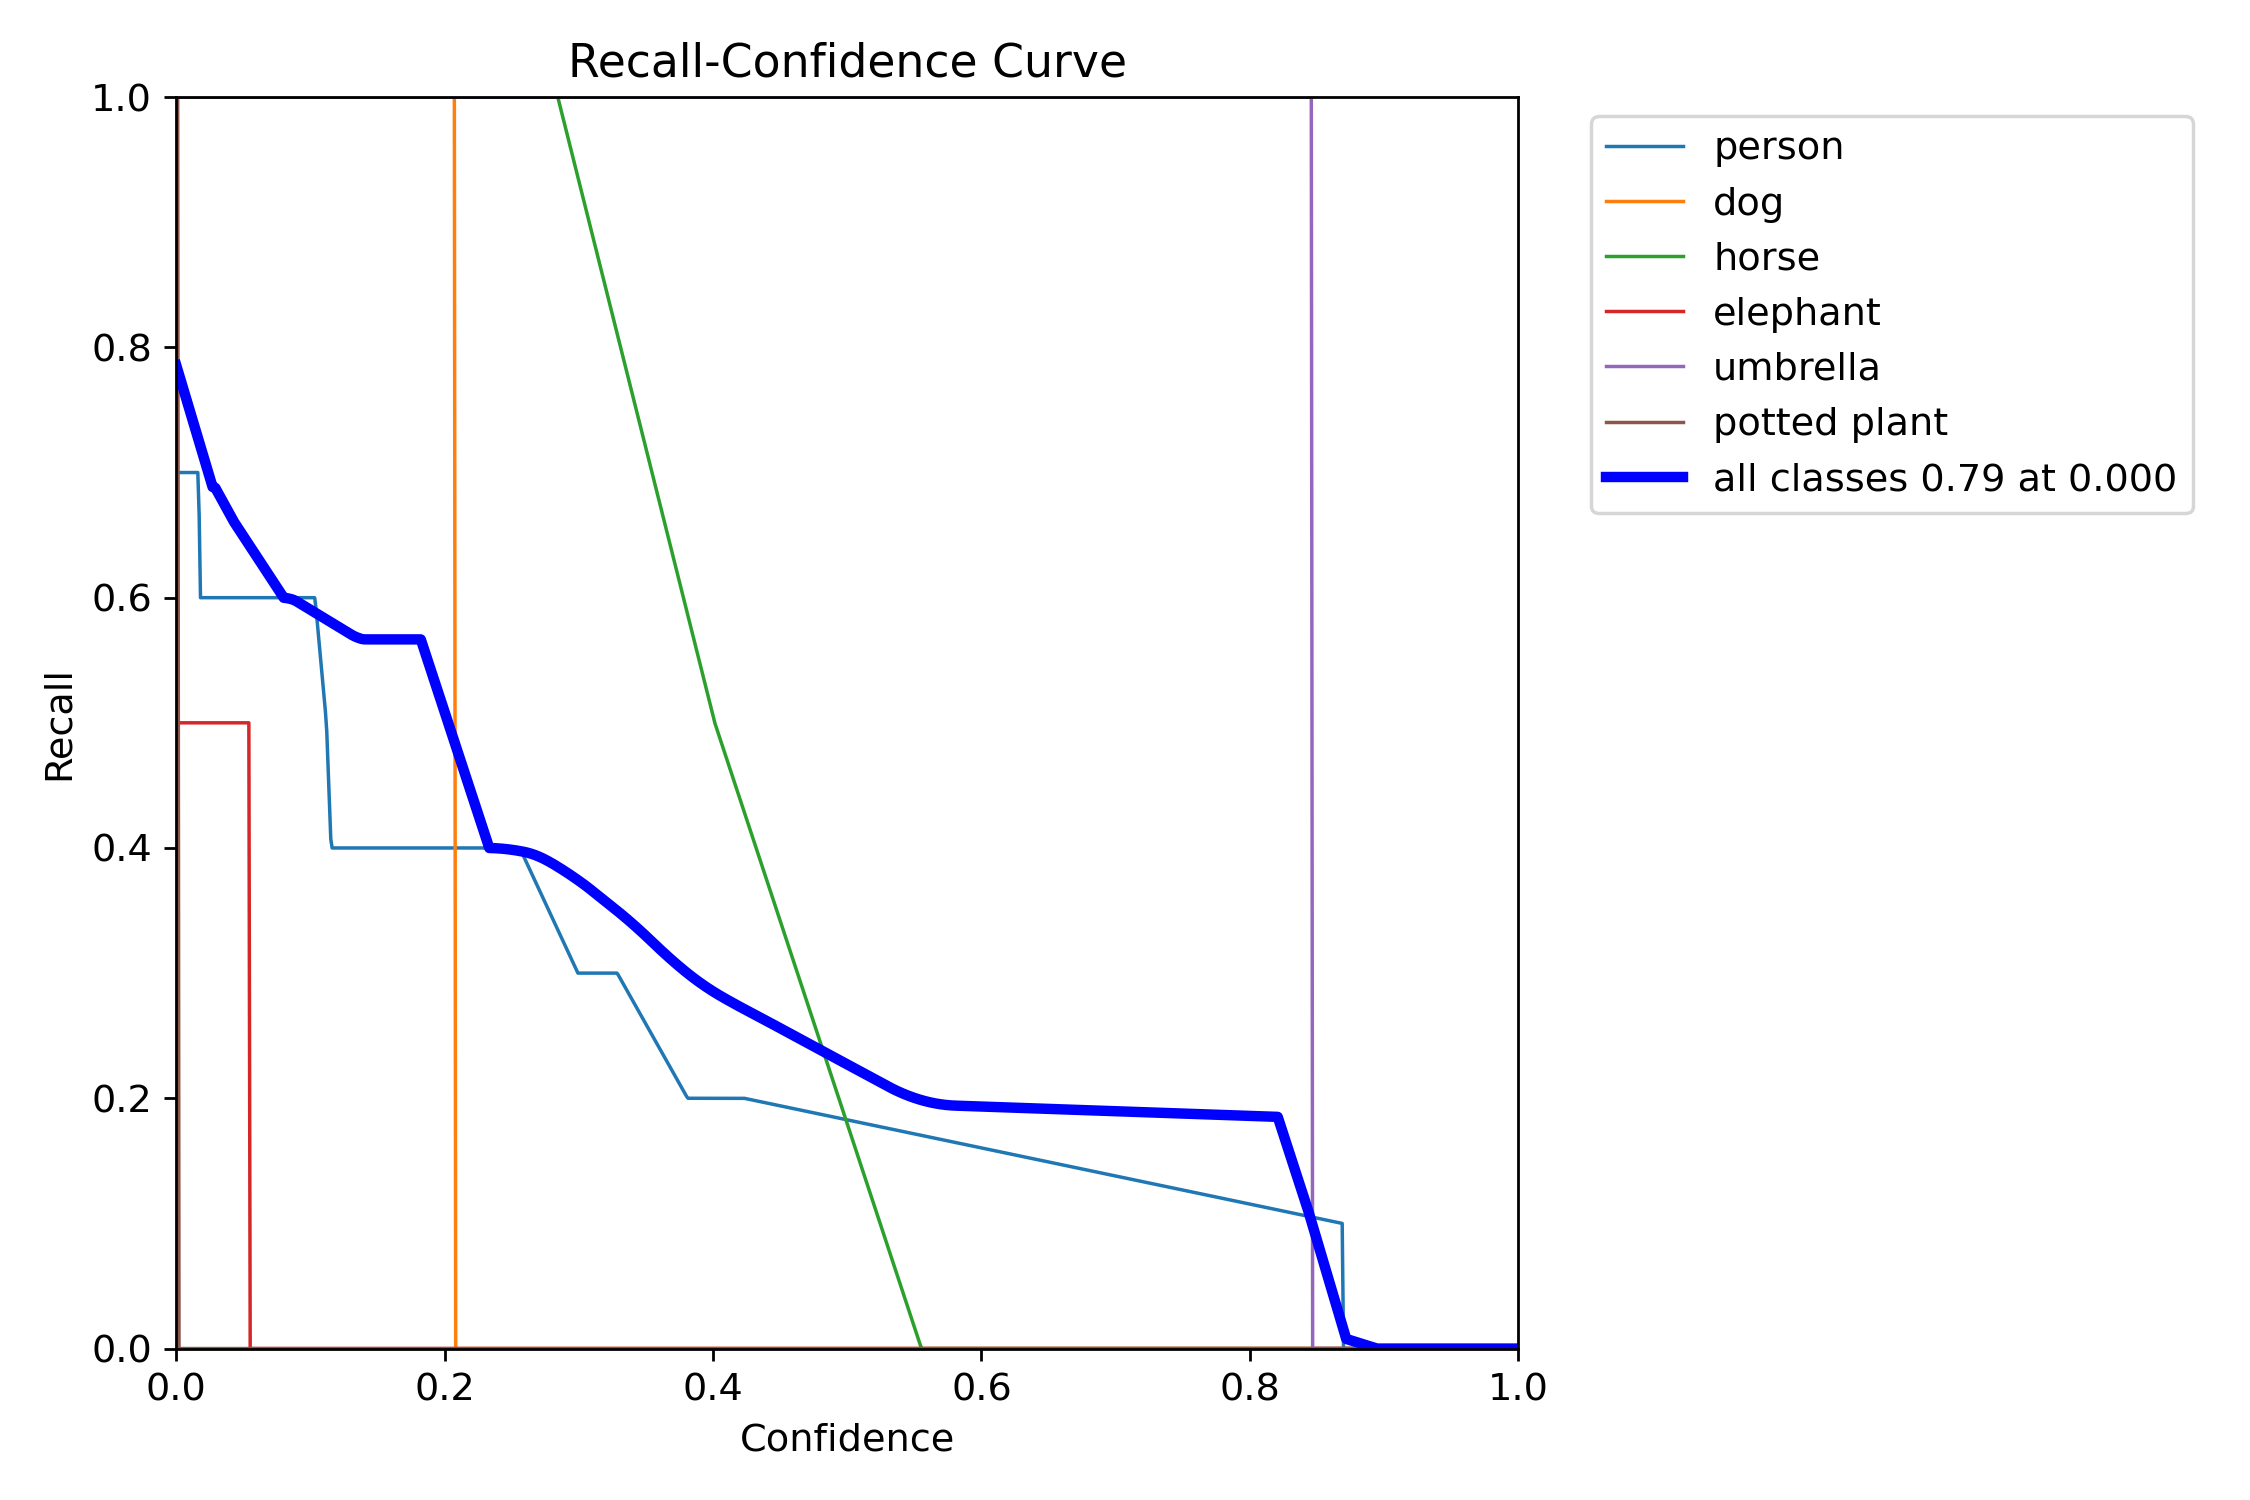 Recall-Confidence Curve
1.0
0.8
0.6
0.4
0.2
0.0
Recall
0.0 0.2 0.4 0.6 0.8 1.0
Confidence
person
dog
horse
elephant
umbrella
potted plant
all classes 0.79 at 0.000